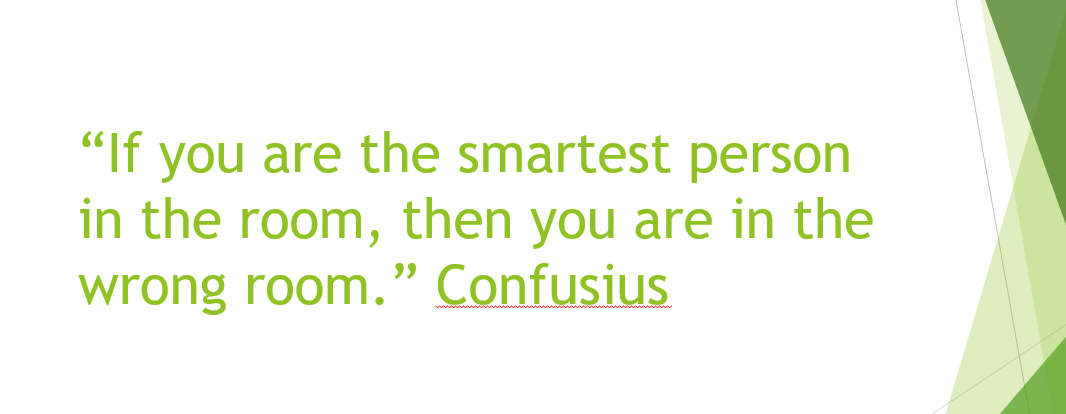 “If you are the smartest person
in the room, then you are in the
wrong room.” Confusius